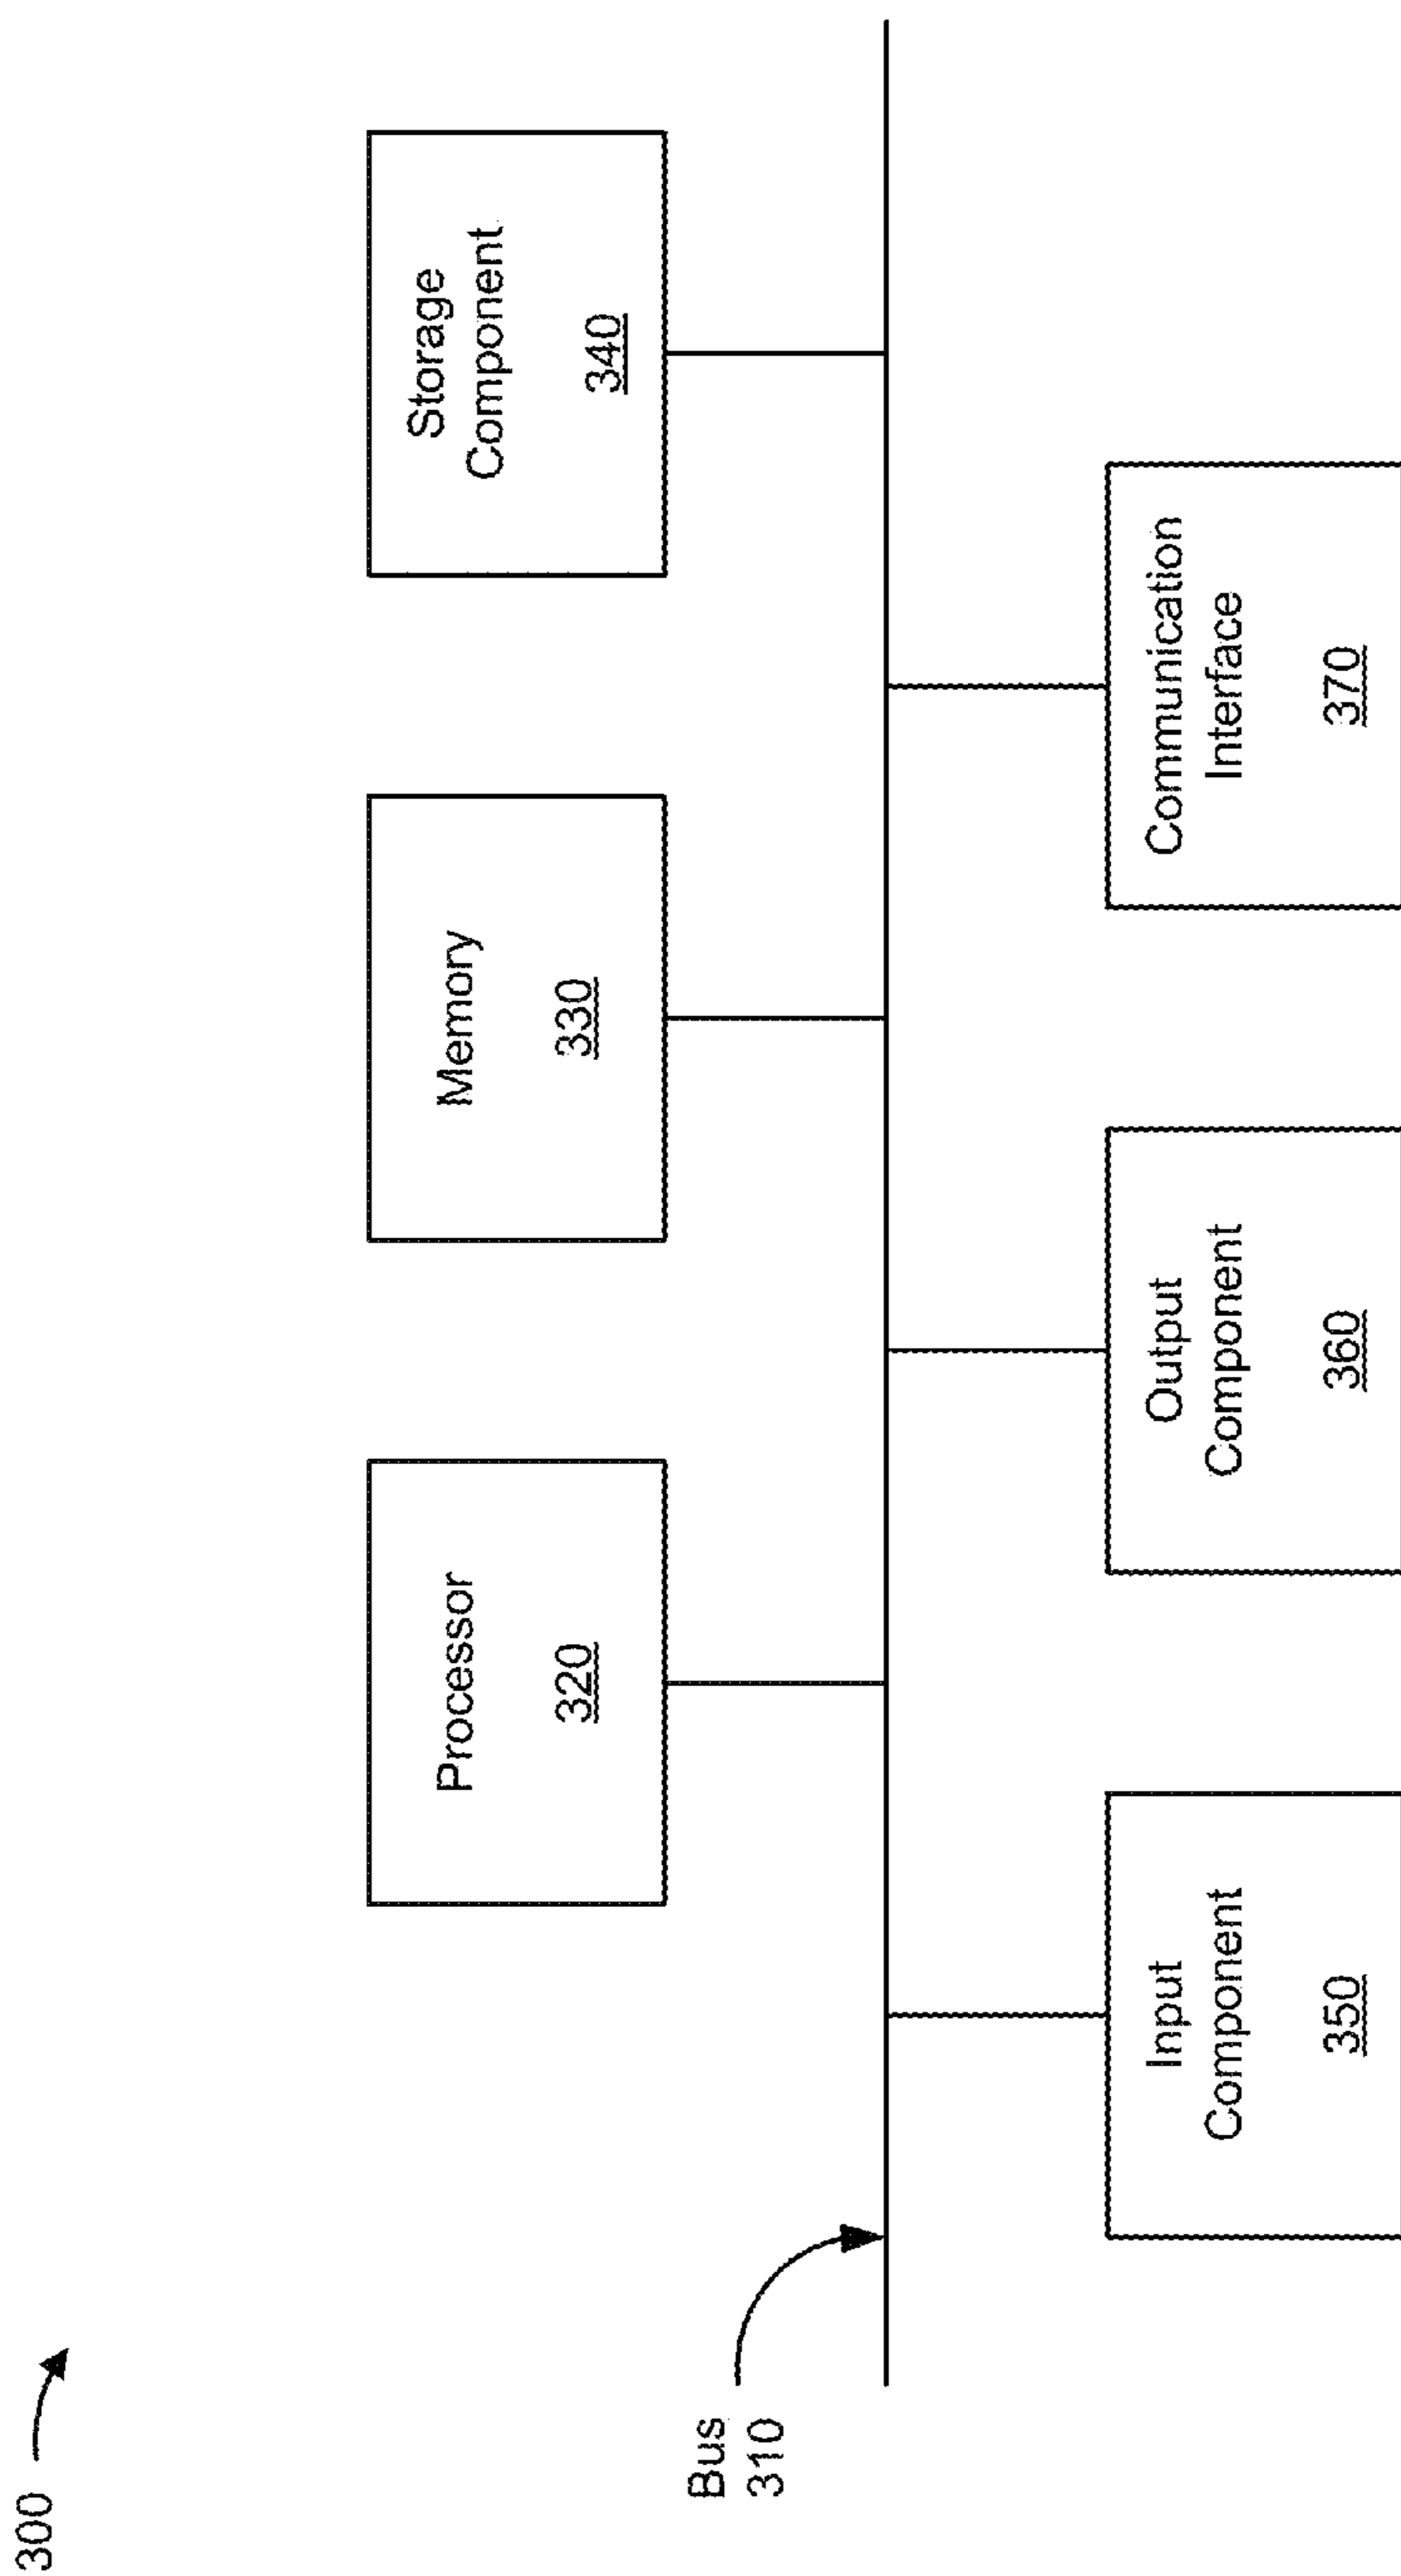 300
Bus
310
Processor
320
Memory
330
Storage
Component
340
Input
Component
350
Output
Component
360
Communication
Interface
370